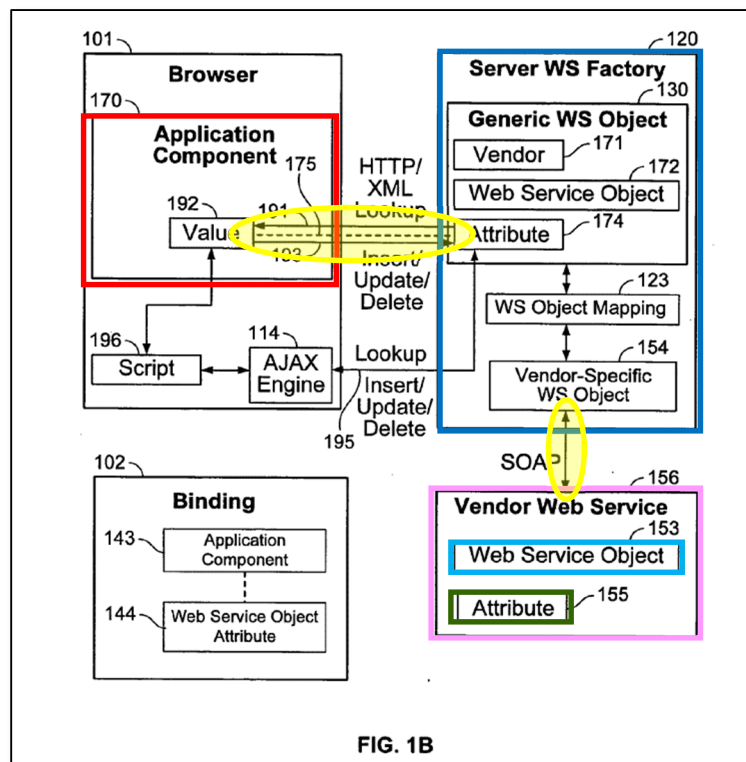 101
Browser
170
Application
Component
175
192
191
Value
193
HTTP/
XML
Lookup
Insert/
Update/
Delete
196
Script
114
AJAX
Engine
Lookup
Insert/
Update/
Delete
195
120
Server WS Factory
130
Generic WS Object
Vendor
171
172
Web Service Object
174
Attribute
123
WS Object Mapping
154
Vendor-Specific
WS Object
SOAP
102
Binding
143
Application
Component
144
Web Service Object
Attribute
156
Vendor Web Service
153
Web Service Object
Attribute
155
FIG. 1B